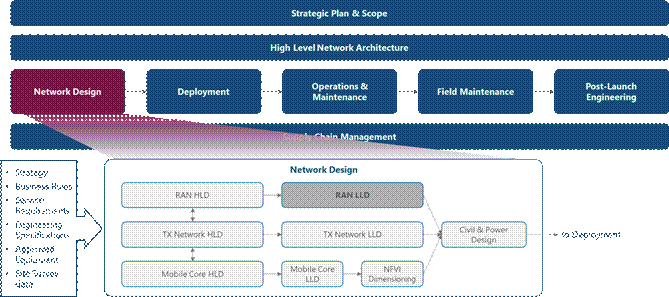 Strategic Plan & Scope
High Level Network Architecture
Network Design
Deployment
Operations &
Maintenance
Field Maintenance
Post-Launch
Engineering
Supply Chain Management
• Strategy
• Business Rules
• Service
Requirements
• Engineering
Specifications
• Approved
Equipment
• Site Survey
data
Network Design
RAN HLD
RAN LLD
TX Network HLD
TX Network LLD
Civil & Power
Design
to Deployment
Mobile Core HLD
Mobile Core
LLD
NFVI
Dimensioning